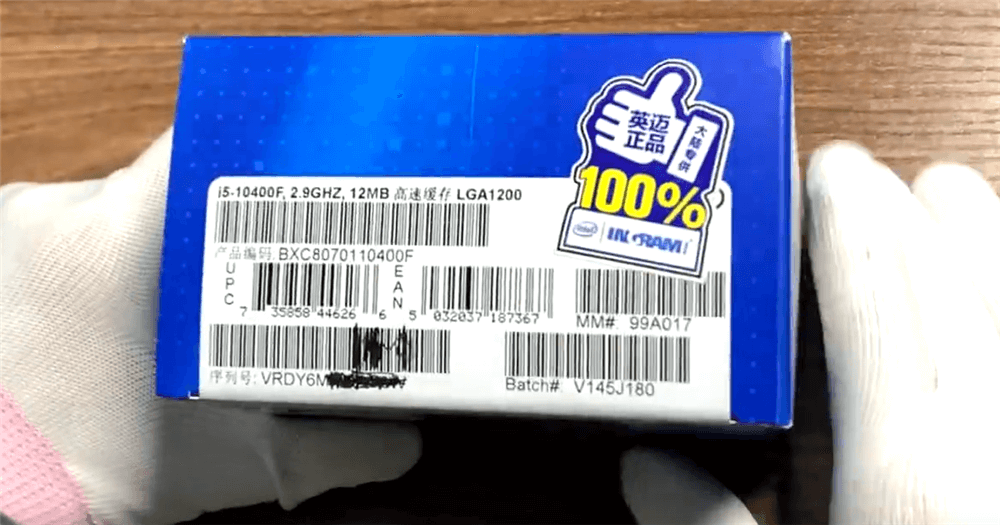 英迈
正品
大陆专供
100%
intel
INGRAM
i5-10400F, 2.9GHZ, 12MB 高速缓存 LGA1200
产品编码: BXC8070110400F
UPC
7 35858 44626 6
EAN
5 032037 187367
MM#: 99A017
序列号: VRDY6M
Batch#: V145J180